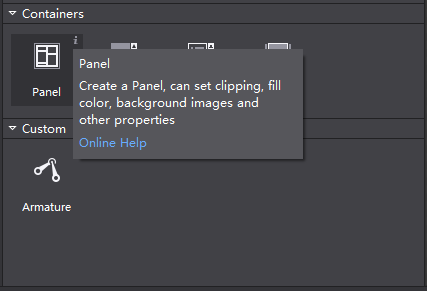 Containers
Panel
Panel
Create a Panel, can set clipping, fill
color, background images and
other properties
Online Help
Custom
Armature